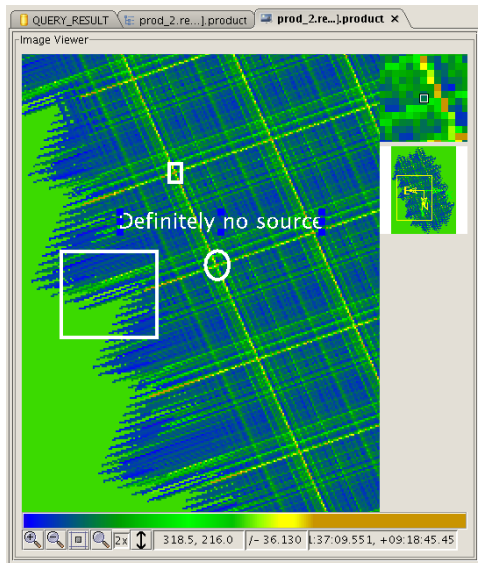 QUERY_RESULT prod_2.re...].product prod_2.re...].product ×
Image Viewer
Definitely no source
2x 318.5, 216.0 /- 36.130 l:37:09.551, +09:18:45.45